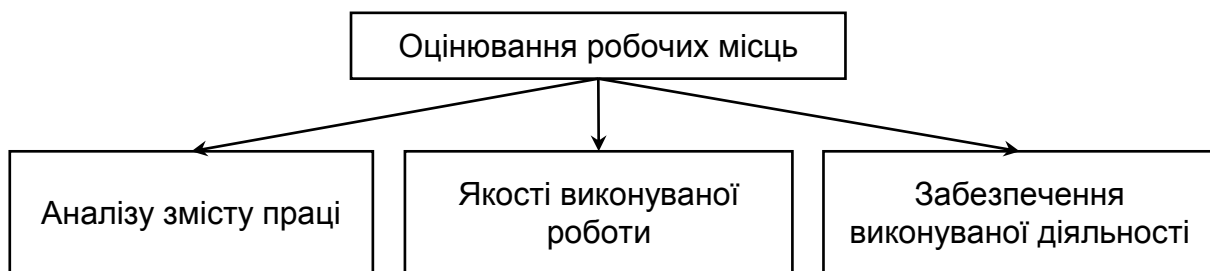 Оцінювання робочих місць
Аналізу змісту праці
Якості виконуваної
роботи
Забезпечення
виконуваної діяльності